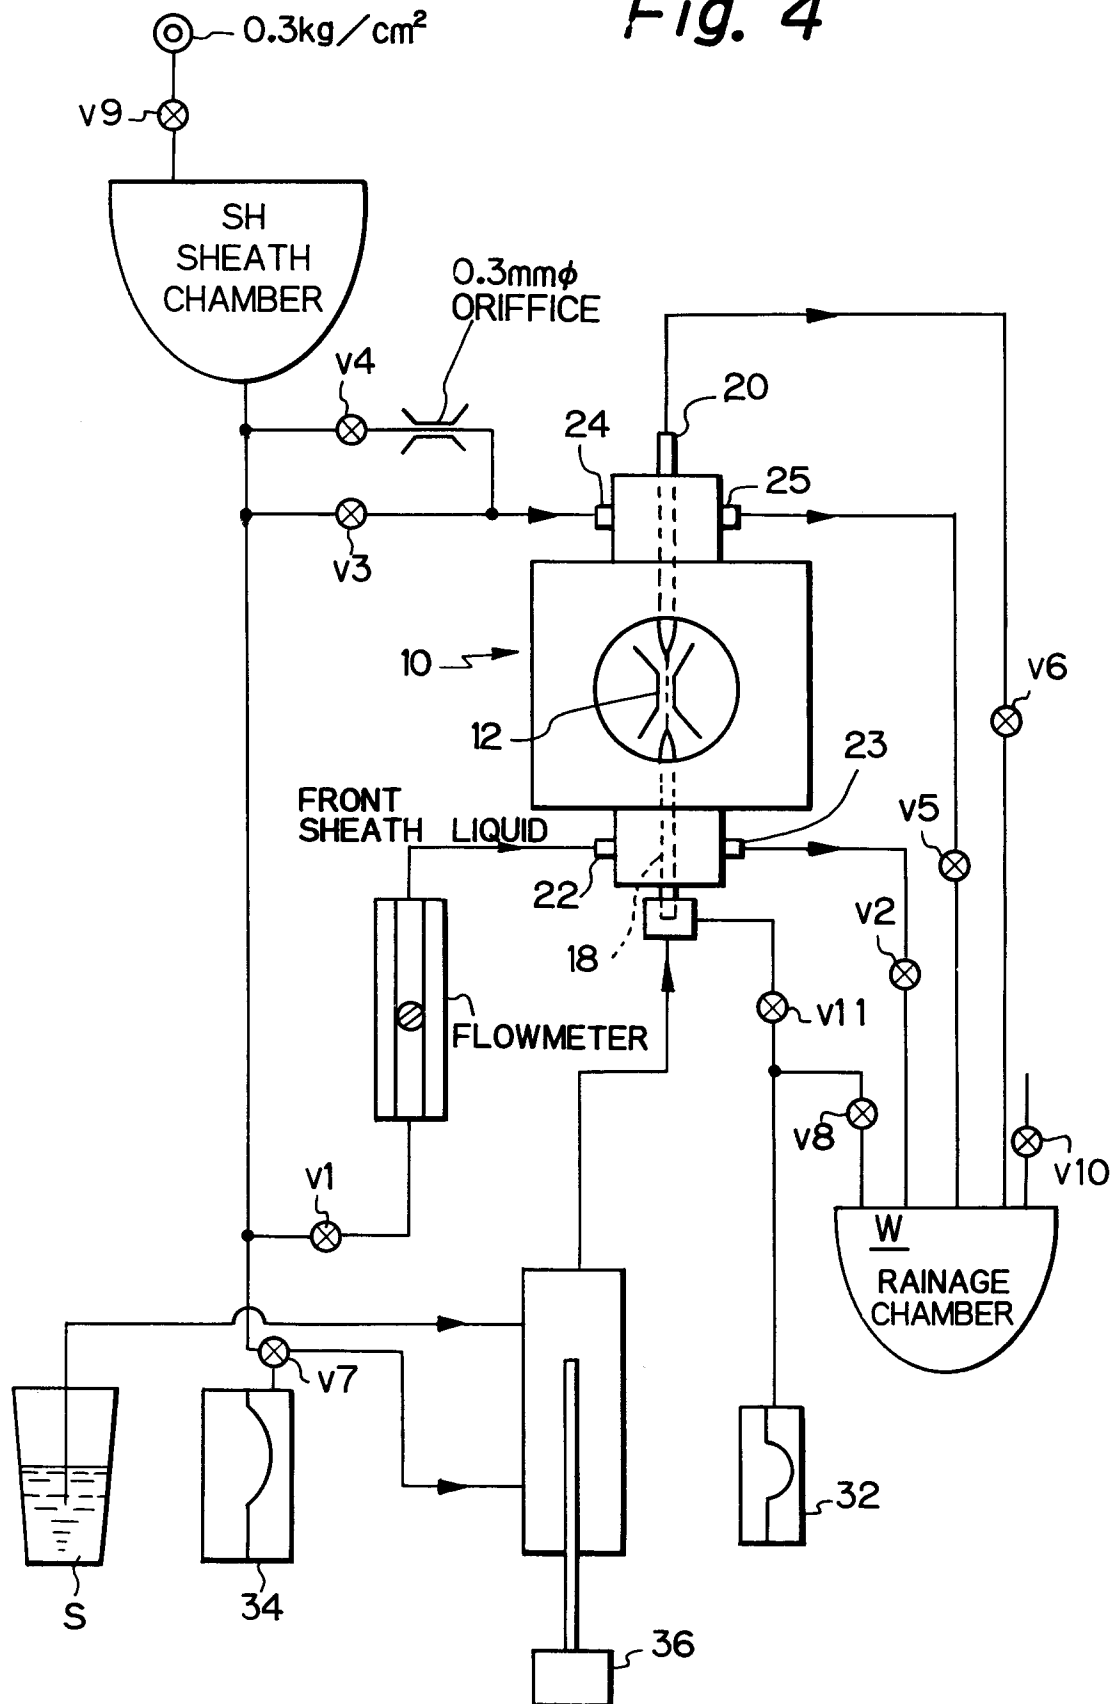 Fig. 4
0.3kg/cm²
v9
SH
SHEATH
CHAMBER
0.3mmϕ
ORIFFICE
v4
20
24
25
v3
10
v6
12
23
FRONT
SHEATH LIQUID
v5
22
v2
18
v11
FLOWMETER
v8
v10
v1
W
RAINAGE
CHAMBER
v7
32
S
34
36